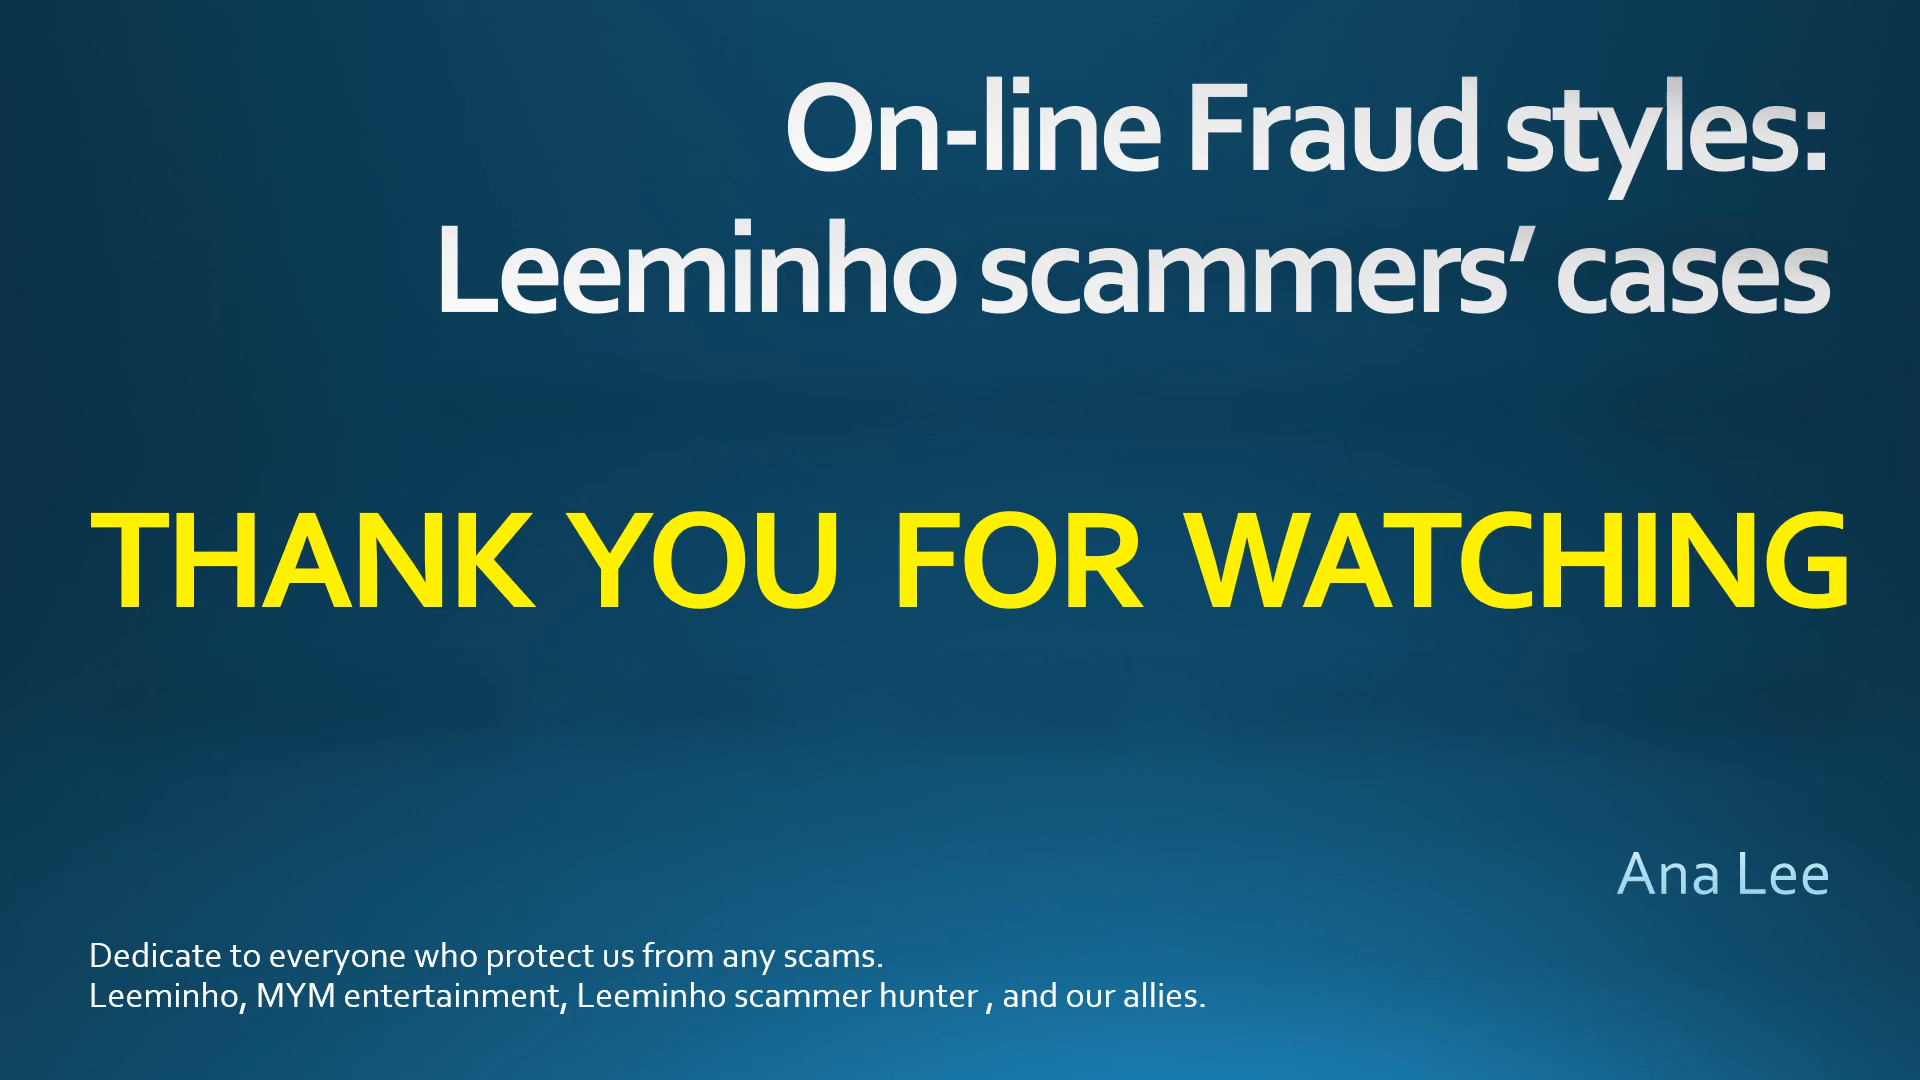 On-line Fraud styles:
Leeminho scammers’ cases
THANK YOU FOR WATCHING
Ana Lee
Dedicate to everyone who protect us from any scams.
Leeminho, MYM entertainment, Leeminho scammer hunter , and our allies.